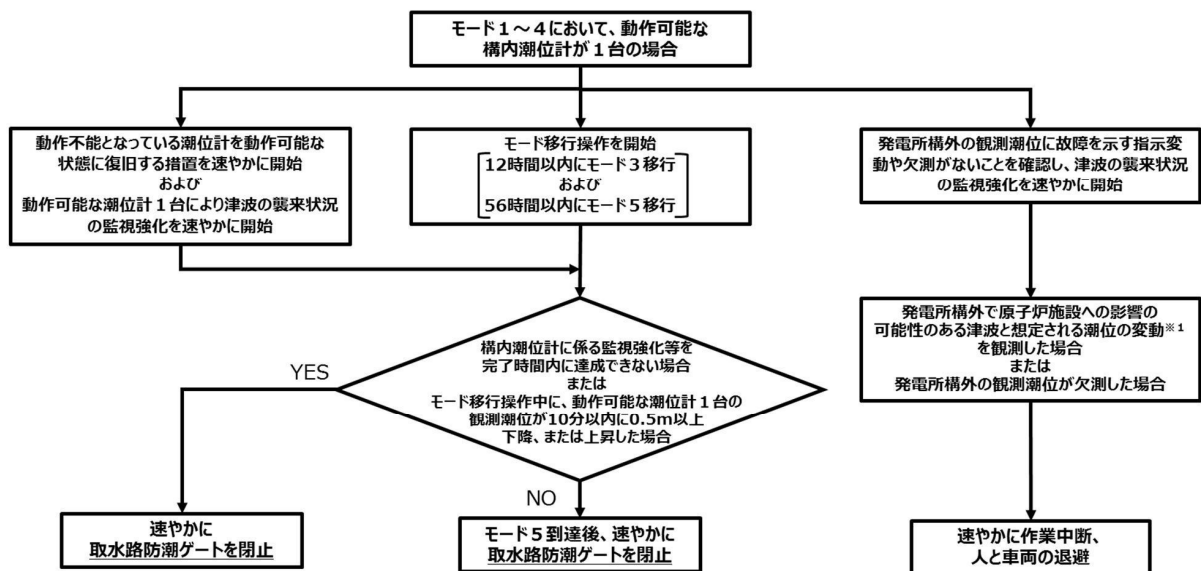 モード１～４において、動作可能な
構内潮位計が１台の場合
動作不能となっている潮位計を動作可能な
状態に復旧する措置を速やかに開始
および
動作可能な潮位計１台により津波の襲来状況
の監視強化を速やかに開始
モード移行操作を開始
12時間以内にモード３移行
および
56時間以内にモード５移行
発電所構外の観測潮位に故障を示す指示変
動や欠測がないことを確認し、津波の襲来状況
の監視強化を速やかに開始
構内潮位計に係る監視強化等を
完了時間内に達成できない場合
または
モード移行操作中に、動作可能な潮位計１台の
観測潮位が10分以内に0.5m以上
下降、または上昇した場合
発電所構外で原子炉施設への影響の
可能性のある津波と想定される潮位の変動※1
を観測した場合
または
発電所構外の観測潮位が欠測した場合
YES
NO
速やかに
取水路防潮ゲートを閉止
モード５到達後、速やかに
取水路防潮ゲートを閉止
速やかに作業中断、
人と車両の退避